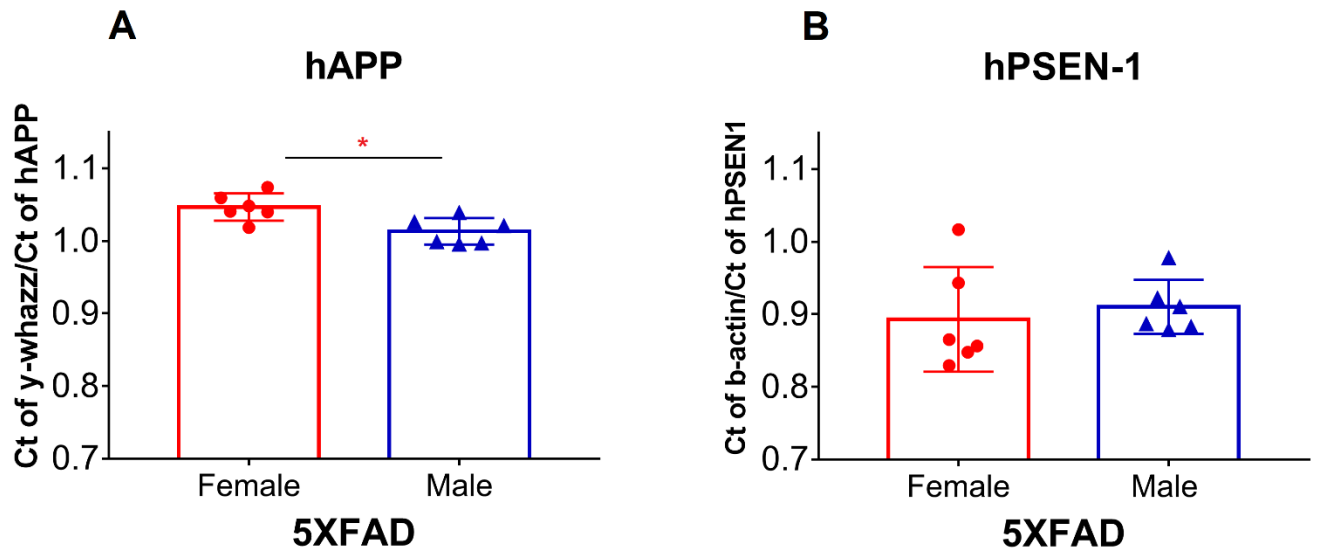 A
hAPP
Ct of y-whazz/Ct of hAPP
1.1
1.0
0.9
0.8
0.7
*
Female
Male
5XFAD
B
hPSEN-1
Ct of b-actin/Ct of hPSEN1
1.1
1.0
0.9
0.8
0.7
Female
Male
5XFAD